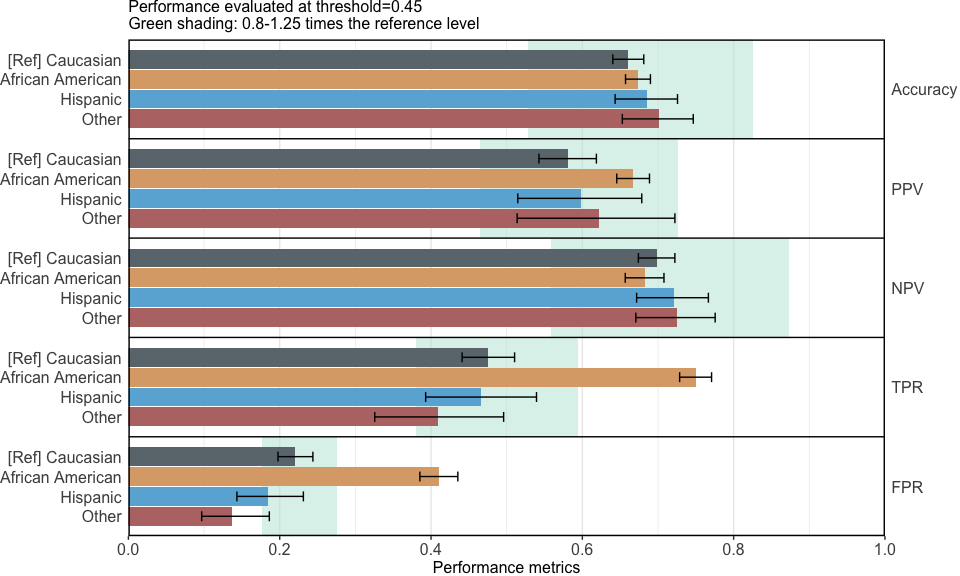 Performance evaluated at threshold=0.45
Green shading: 0.8-1.25 times the reference level
[Ref] Caucasian
African American
Hispanic
Other
Accuracy
[Ref] Caucasian
African American
Hispanic
Other
PPV
[Ref] Caucasian
African American
Hispanic
Other
NPV
[Ref] Caucasian
African American
Hispanic
Other
TPR
[Ref] Caucasian
African American
Hispanic
Other
FPR
0.0 0.2 0.4 0.6 0.8 1.0
Performance metrics